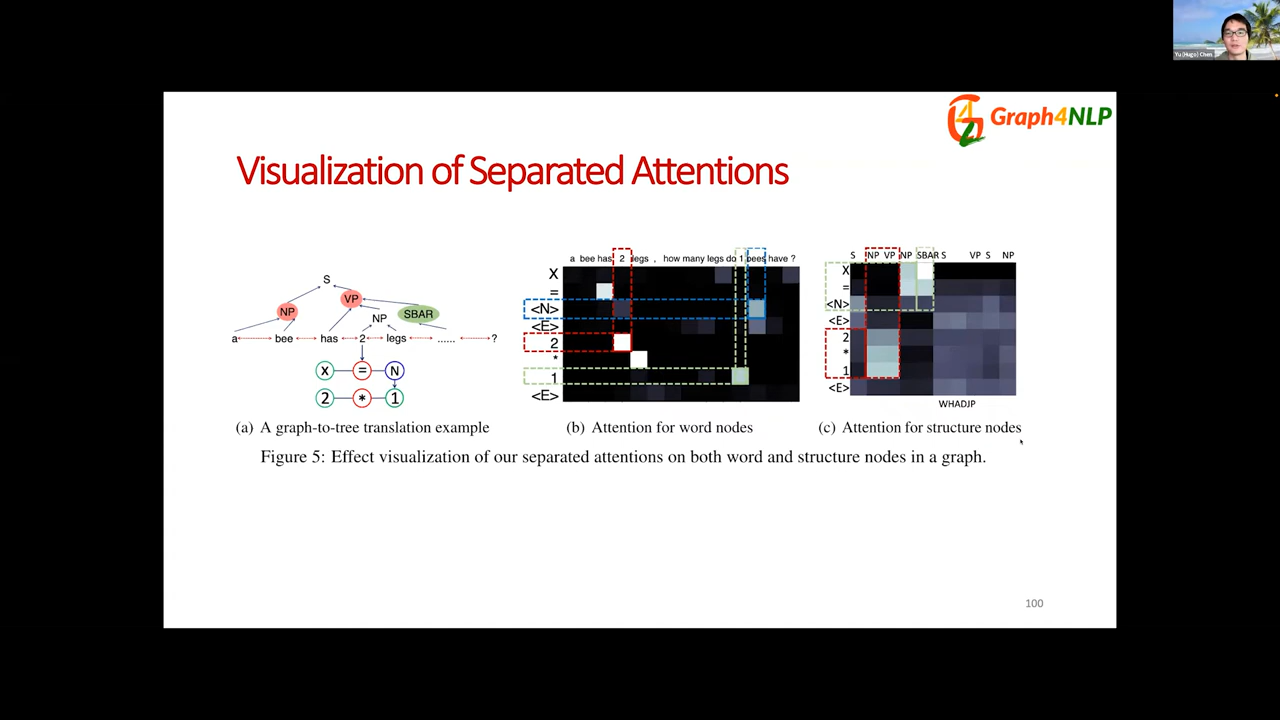 Yu (Hugo) Chen
Graph4NLP
Visualization of Separated Attentions
S
VP
NP
NP
SBAR
a bee has 2 legs ...... ?
X = N
2 * 1
(a) A graph-to-tree translation example
a bee has 2 legs , how many legs do 1 bees have ?
X
=
<N>
<E>
2
*
1
<E>
(b) Attention for word nodes
S NP VP NP SBAR S VP S NP
X
=
<N>
<E>
2
*
1
<E>
WHADJP
(c) Attention for structure nodes
Figure 5: Effect visualization of our separated attentions on both word and structure nodes in a graph.
100